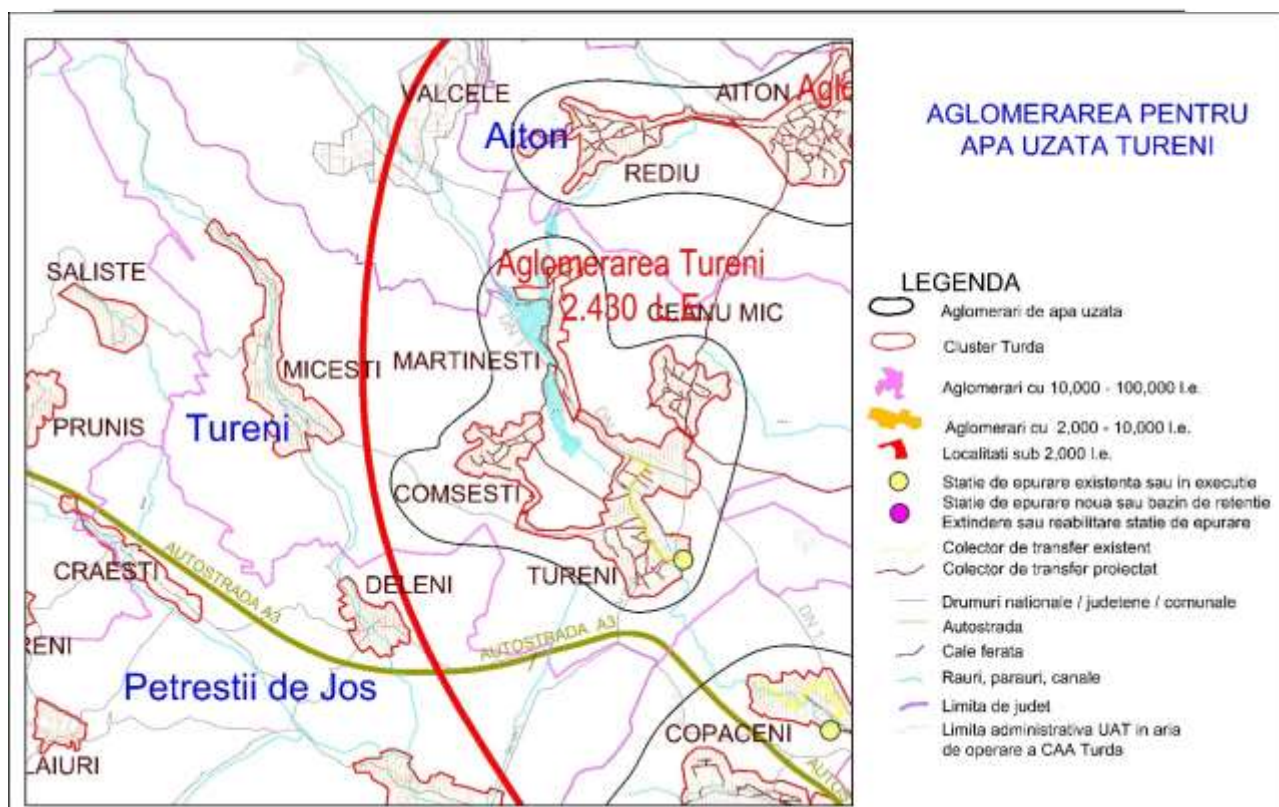 VALCELE
AITON
Aglo
Aiton
REDIU
Aglomerarea Tureni
2.430 L.E.
CEANU MIC
SALISTE
MARTINESTI
MICESTI
PRUNIS
Tureni
COMSESTI
CRAESTI
AUTOSTRADA A3
DELENI
TURENI
DN 1
RENI
AUTOSTRADA A3
Petrestii de Jos
COPACENI
LAIURI
AUTOS
AGLOMERAREA PENTRU
APA UZATA TURENI
LEGENDA
Aglomerari de apa uzata
Cluster Turda
Aglomerari cu 10,000 - 100,000 l.e.
Aglomerari cu 2,000 - 10,000 l.e.
Localitati sub 2,000 l.e.
Statie de epurare existenta sau in executie
Statie de epurare noua sau bazin de retentie
Extindere sau reabilitare statie de epurare
Colector de transfer existent
Colector de transfer proiectat
Drumuri nationale / judetene / comunale
Autostrada
Cale ferata
Rauri, parauri, canale
Limita de judet
Limita administrativa UAT in aria
de operare a CAA Turda